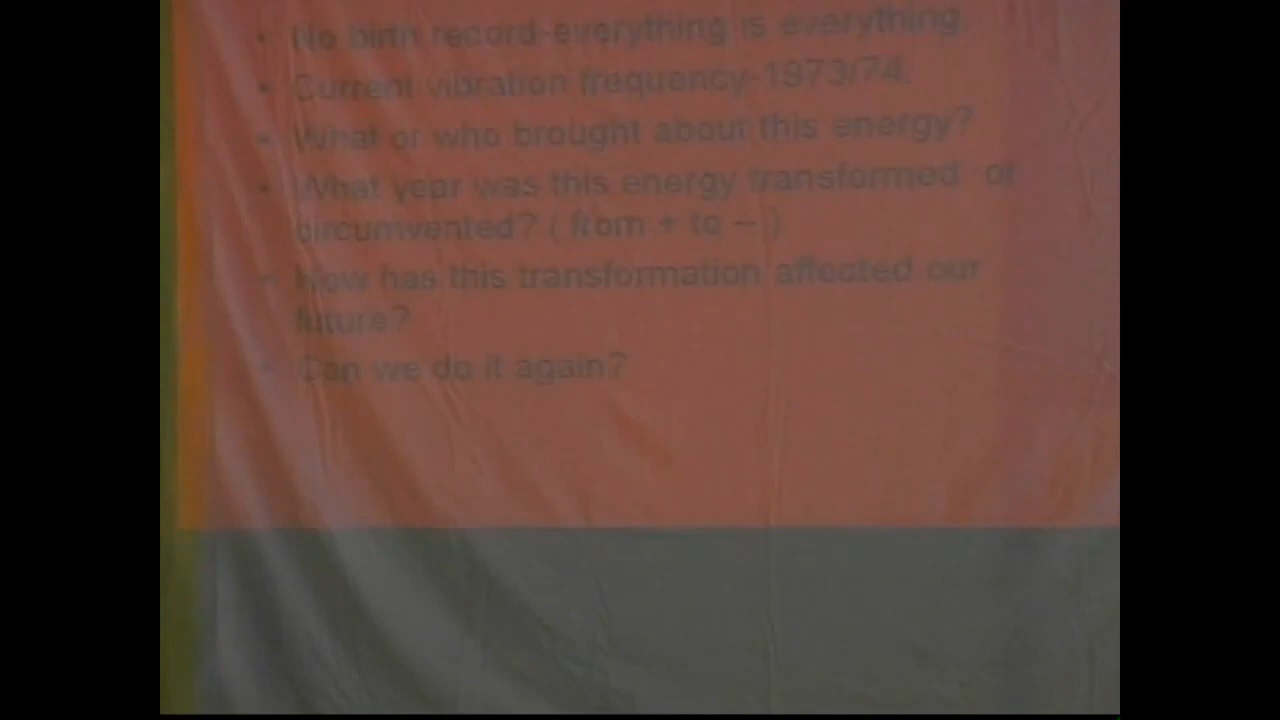 • No birth record-everything is everything.
• Current vibration frequency-1973/74.
• What or who brought about this energy?
• What year was this energy transformed or
circumvented? ( from + to – )
• How has this transformation affected our
future?
• Can we do it again?